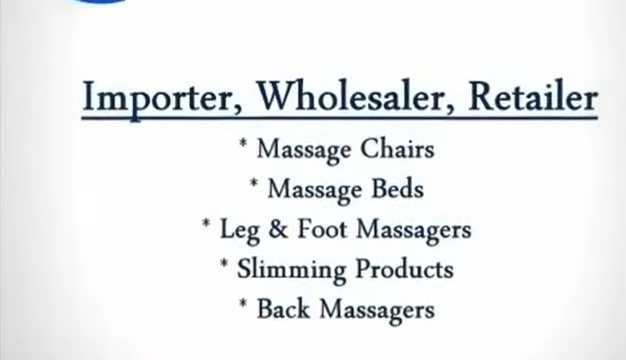 Importer, Wholesaler, Retailer
* Massage Chairs
* Massage Beds
* Leg & Foot Massagers
* Slimming Products
* Back Massagers